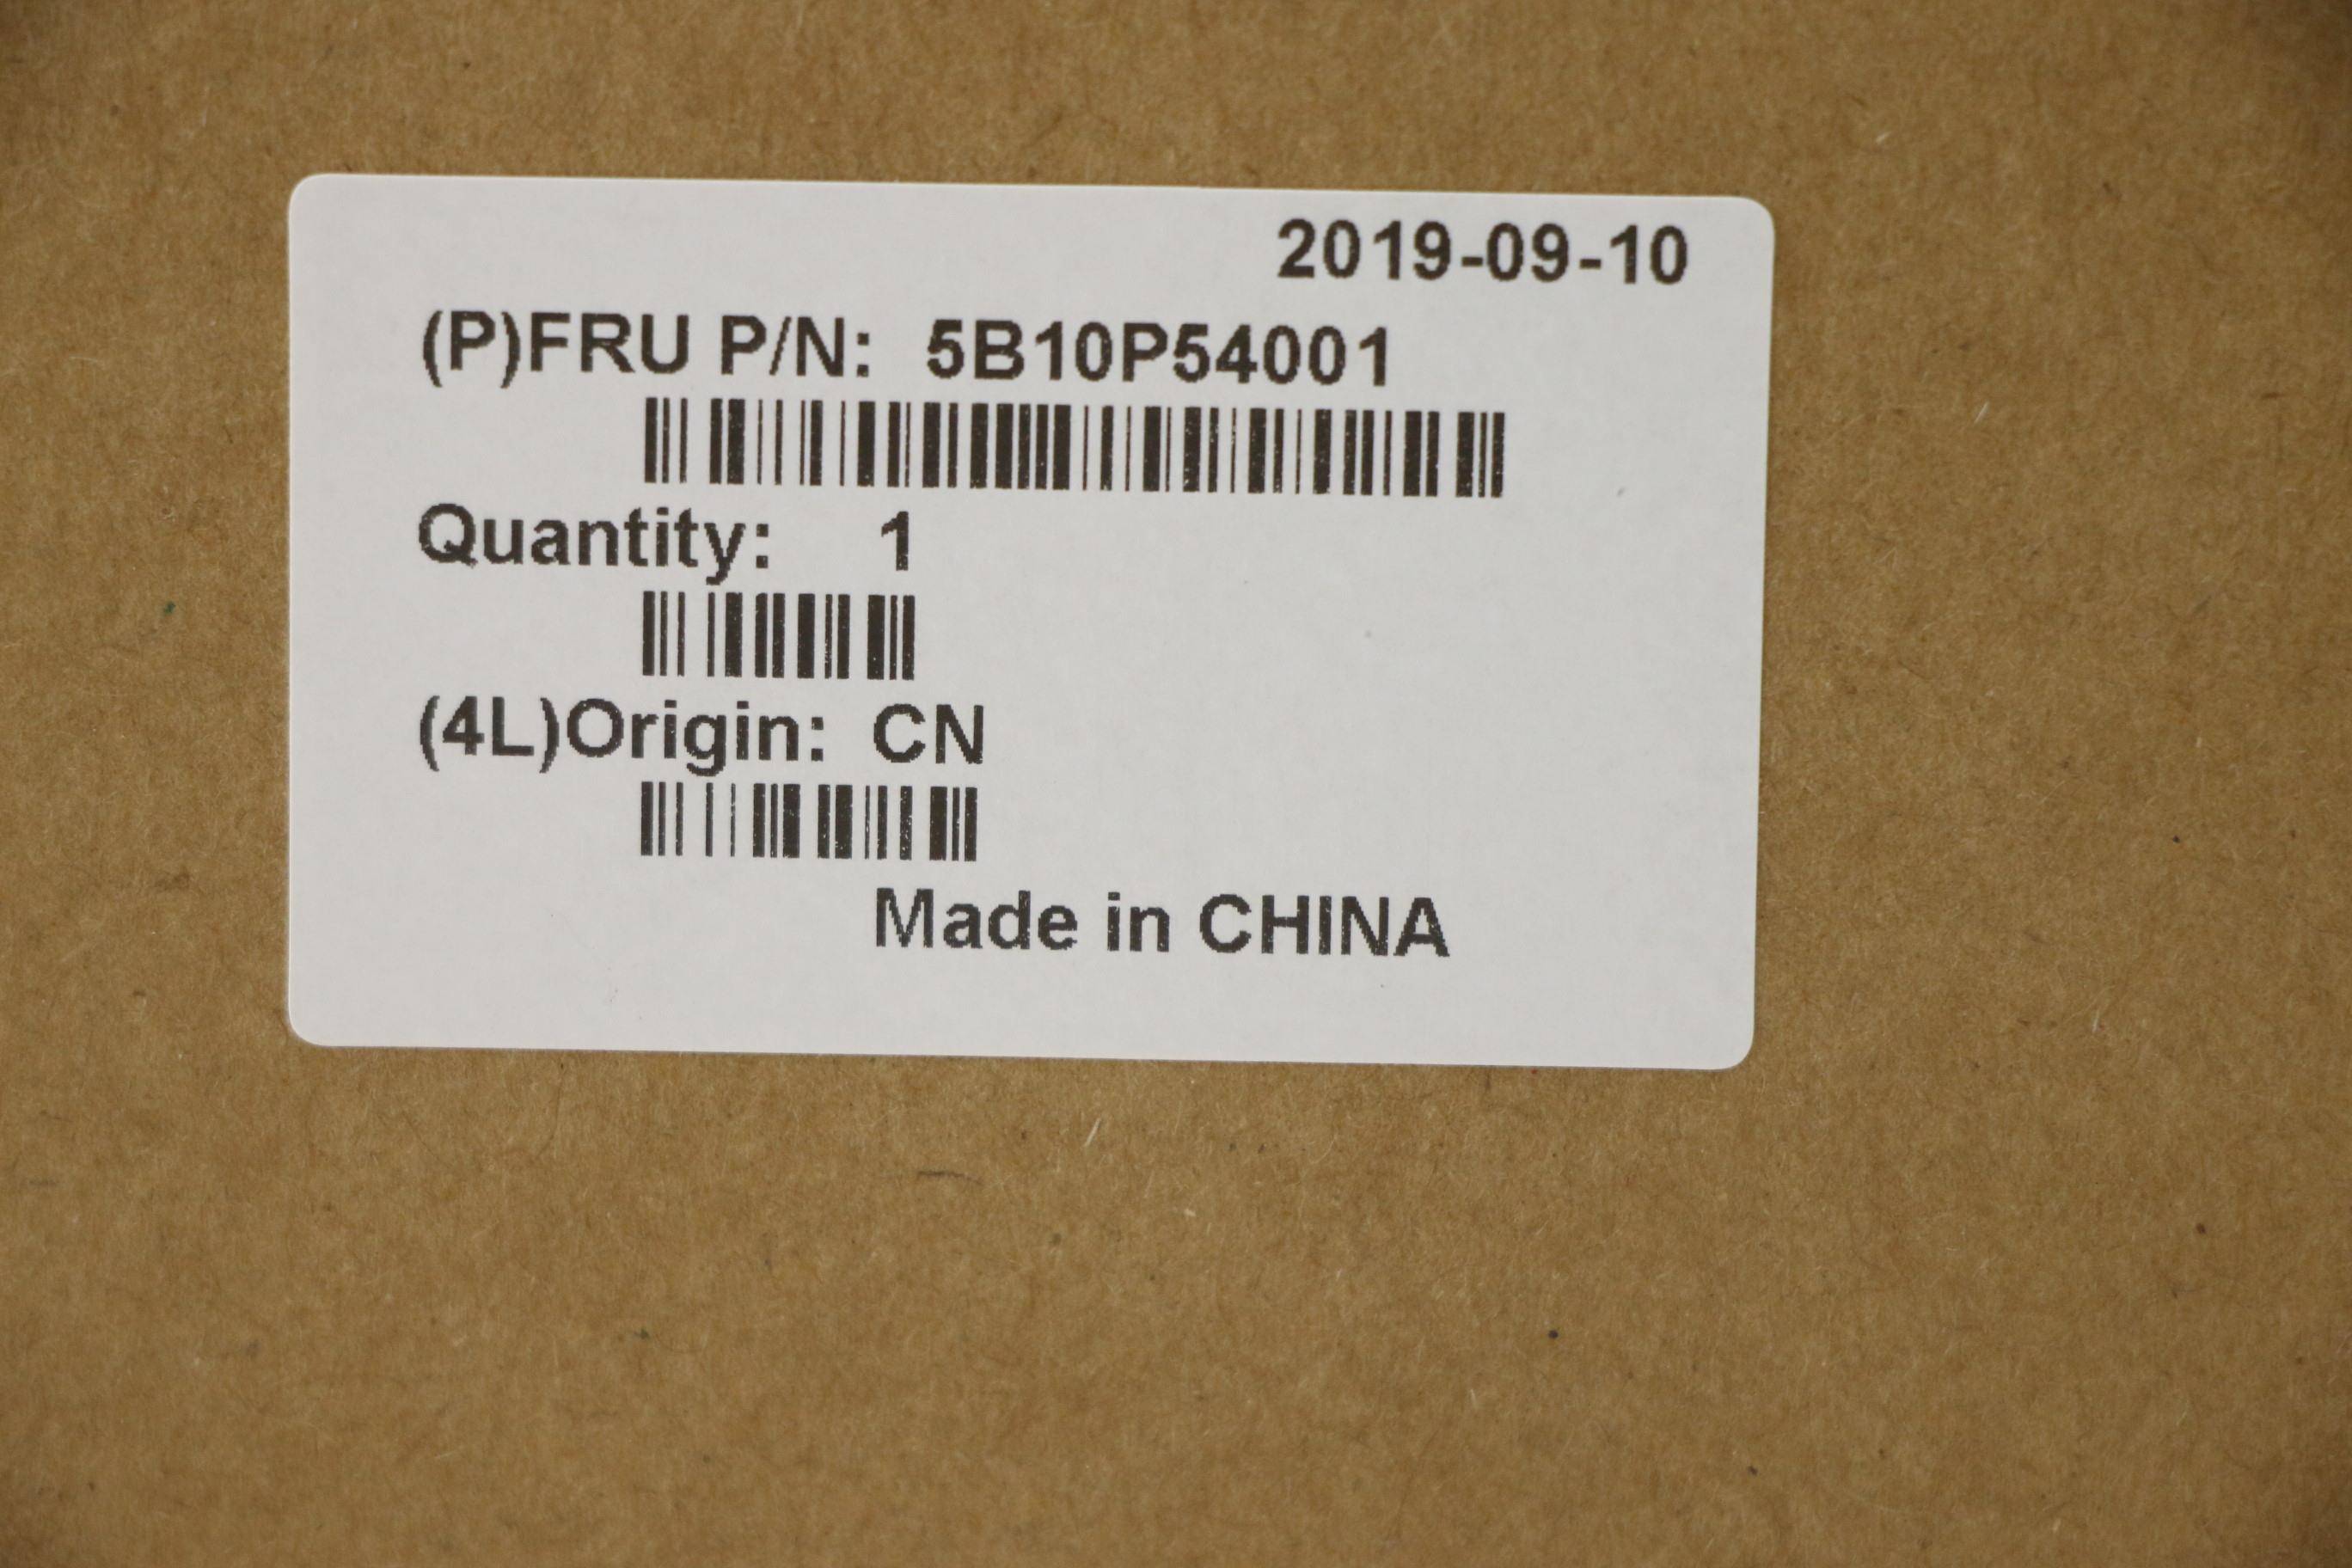 2019-09-10
(P)FRU P/N: 5B10P54001
Quantity: 1
(4L)Origin: CN
Made in CHINA